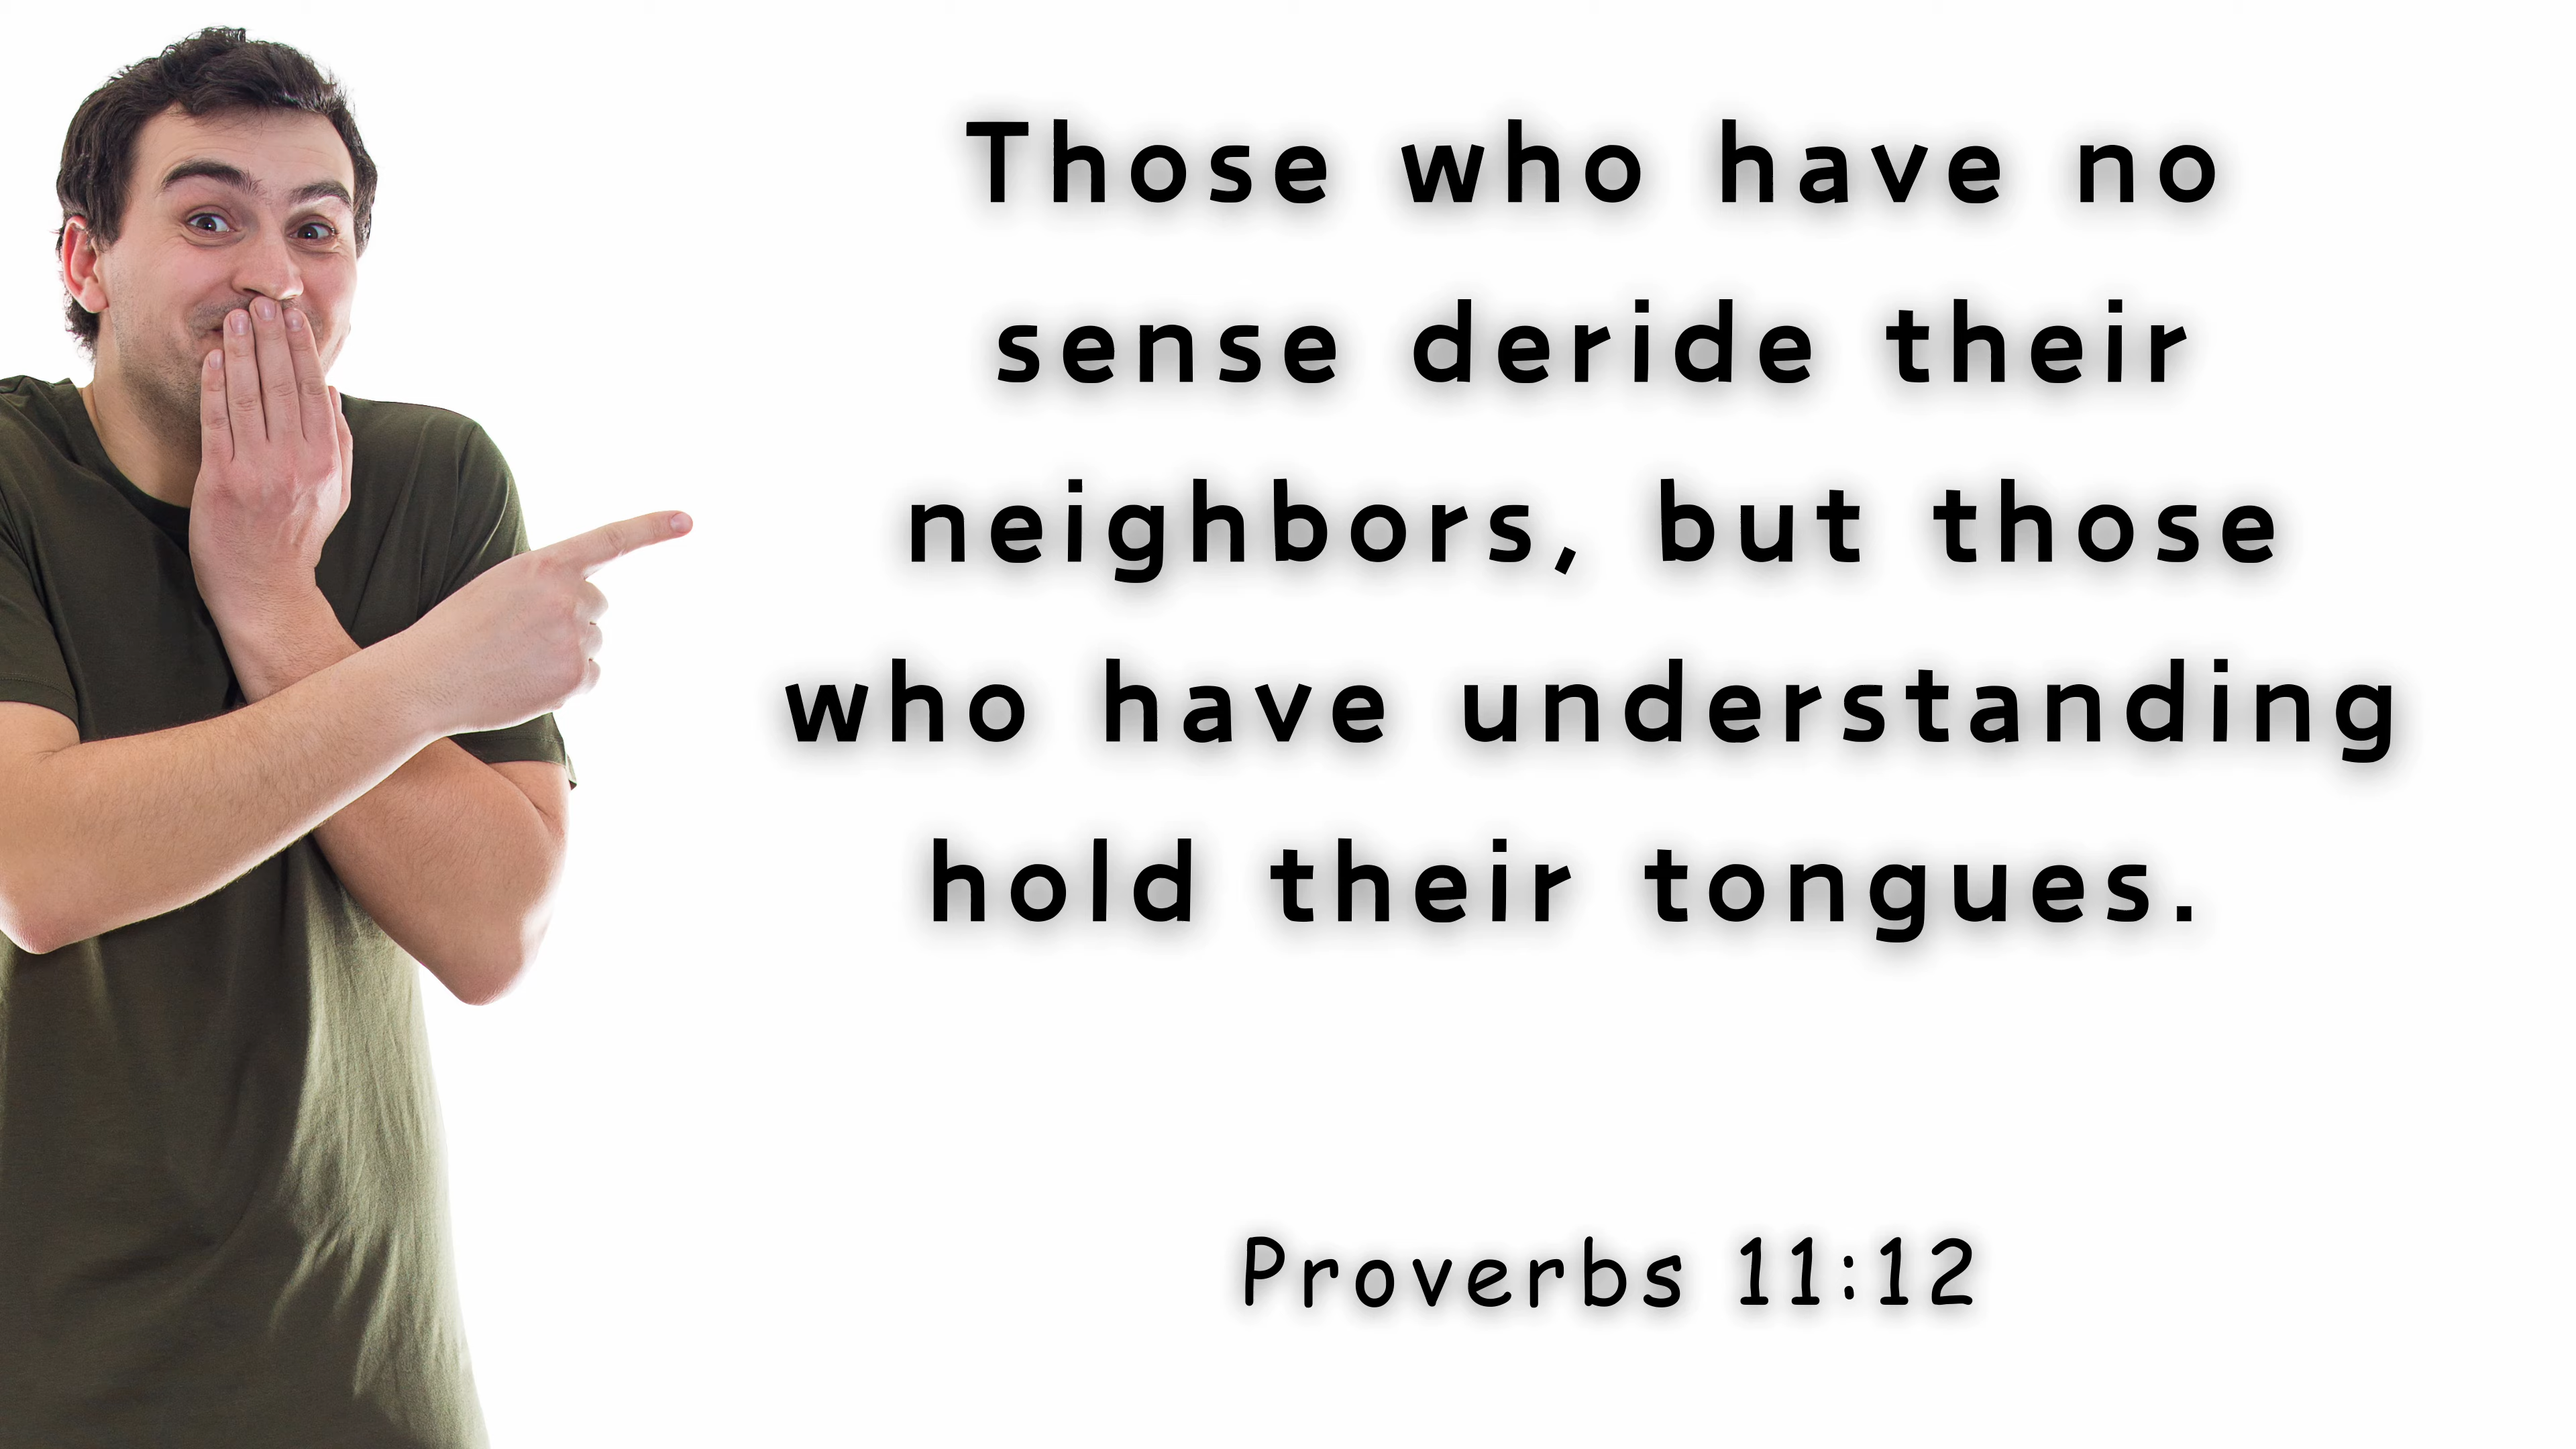 Those who have no
sense deride their
neighbors, but those
who have understanding
hold their tongues.
Proverbs 11:12